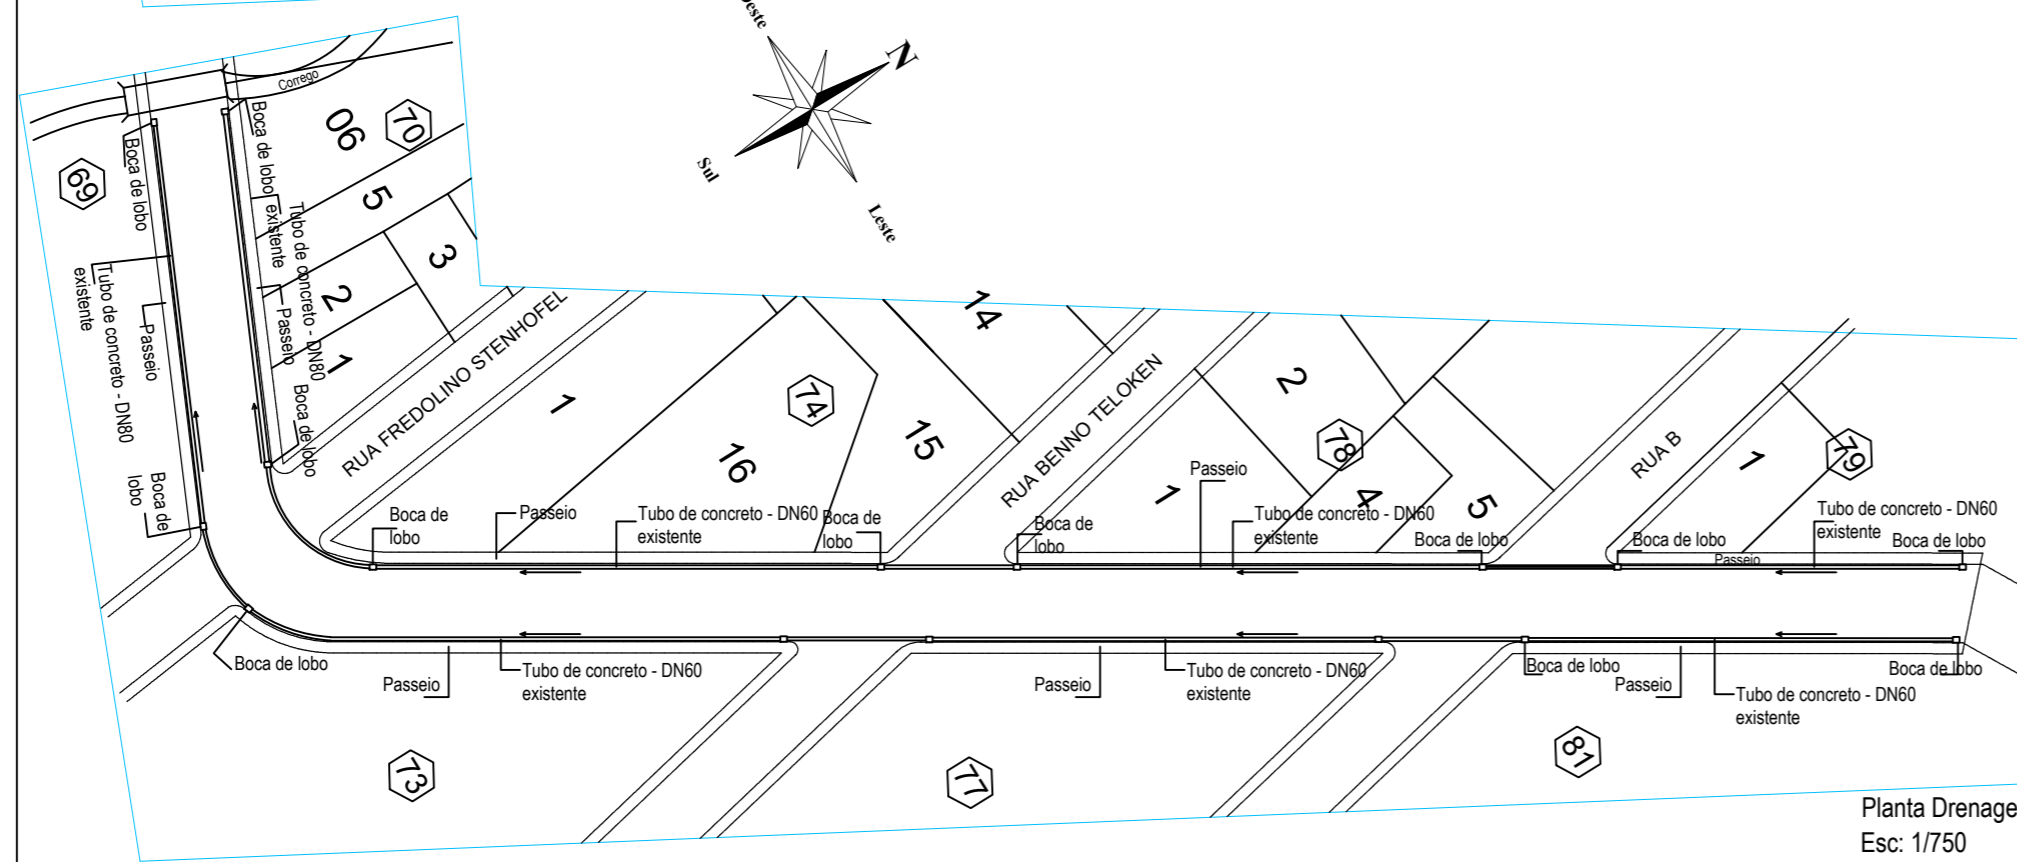 Oeste
N
Sul
Leste
Corrego
06
70
69
5
3
2
1
Boca de lobo
Boca de lobo
Tubo de concreto - DN80
existente
Tubo de concreto - DN80
existente
Passeio
Passeio
Boca de lobo
Boca de
lobo
RUA FREDOLINO STENHOFEL
1
16
74
15
14
RUA BENNO TELOKEN
2
78
1
4
5
RUA B
1
79
Boca de
lobo
Passeio
Tubo de concreto - DN60
existente
Boca de
lobo
Boca de
lobo
Passeio
Tubo de concreto - DN60
existente
Boca de lobo
Boca de lobo
Passeio
Tubo de concreto - DN60
existente
Boca de lobo
Boca de lobo
Passeio
Tubo de concreto - DN60
existente
Passeio
Tubo de concreto - DN60
existente
Boca de lobo
Passeio
Tubo de concreto - DN60
existente
Boca de lobo
73
77
81
Planta Drenage
Esc: 1/750